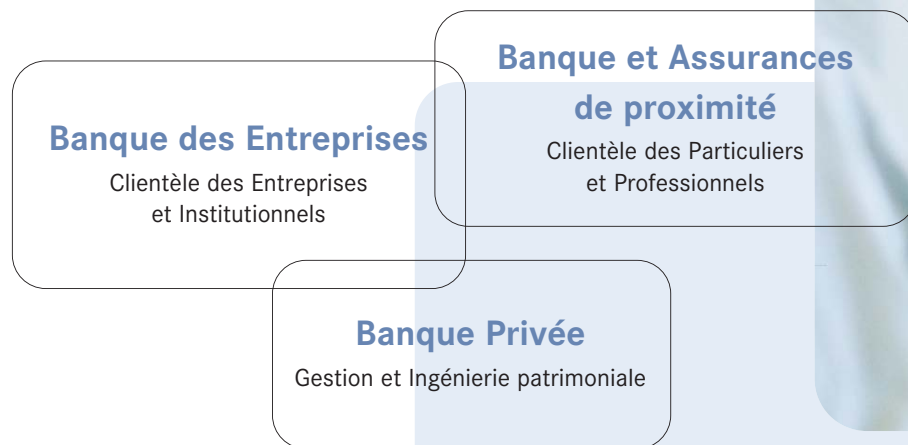 Banque et Assurances
de proximité
Clientèle des Particuliers
et Professionnels
Banque des Entreprises
Clientèle des Entreprises
et Institutionnels
Banque Privée
Gestion et Ingénierie patrimoniale